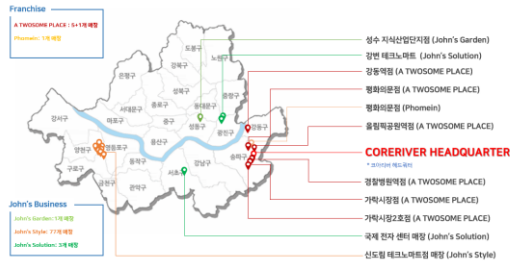 Franchise
A TWOSOME PLACE : 5+1개 매장
Phomein : 1개 매장
도봉구
노원구
강북구
은평구
성북구
중랑구
종로구
동대문구
서대문구
강서구
마포구
중구
성동구
광진구
강동구
용산구
양천구
영등포구
동작구
송파구
구로구
강남구
서초구
금천구
관악구
성수 지식산업단지점 (John's Garden)
강변 테크노마트 (John's Solution)
강동역점 (A TWOSOME PLACE)
평화의문점 (A TWOSOME PLACE)
평화의문점 (Phomein)
올림픽공원역점 (A TWOSOME PLACE)
CORERIVER HEADQUARTER
* 코아리버 헤드쿼터
경찰병원역점 (A TWOSOME PLACE)
가락시장점 (A TWOSOME PLACE)
가락시장2호점 (A TWOSOME PLACE)
국제 전자 센터 매장 (John's Solution)
신도림 테크노마트점 매장 (John's Style)
John's Business
John's Garden: 1개 매장
John's Style: 77개 매장
John's Solution: 3개 매장